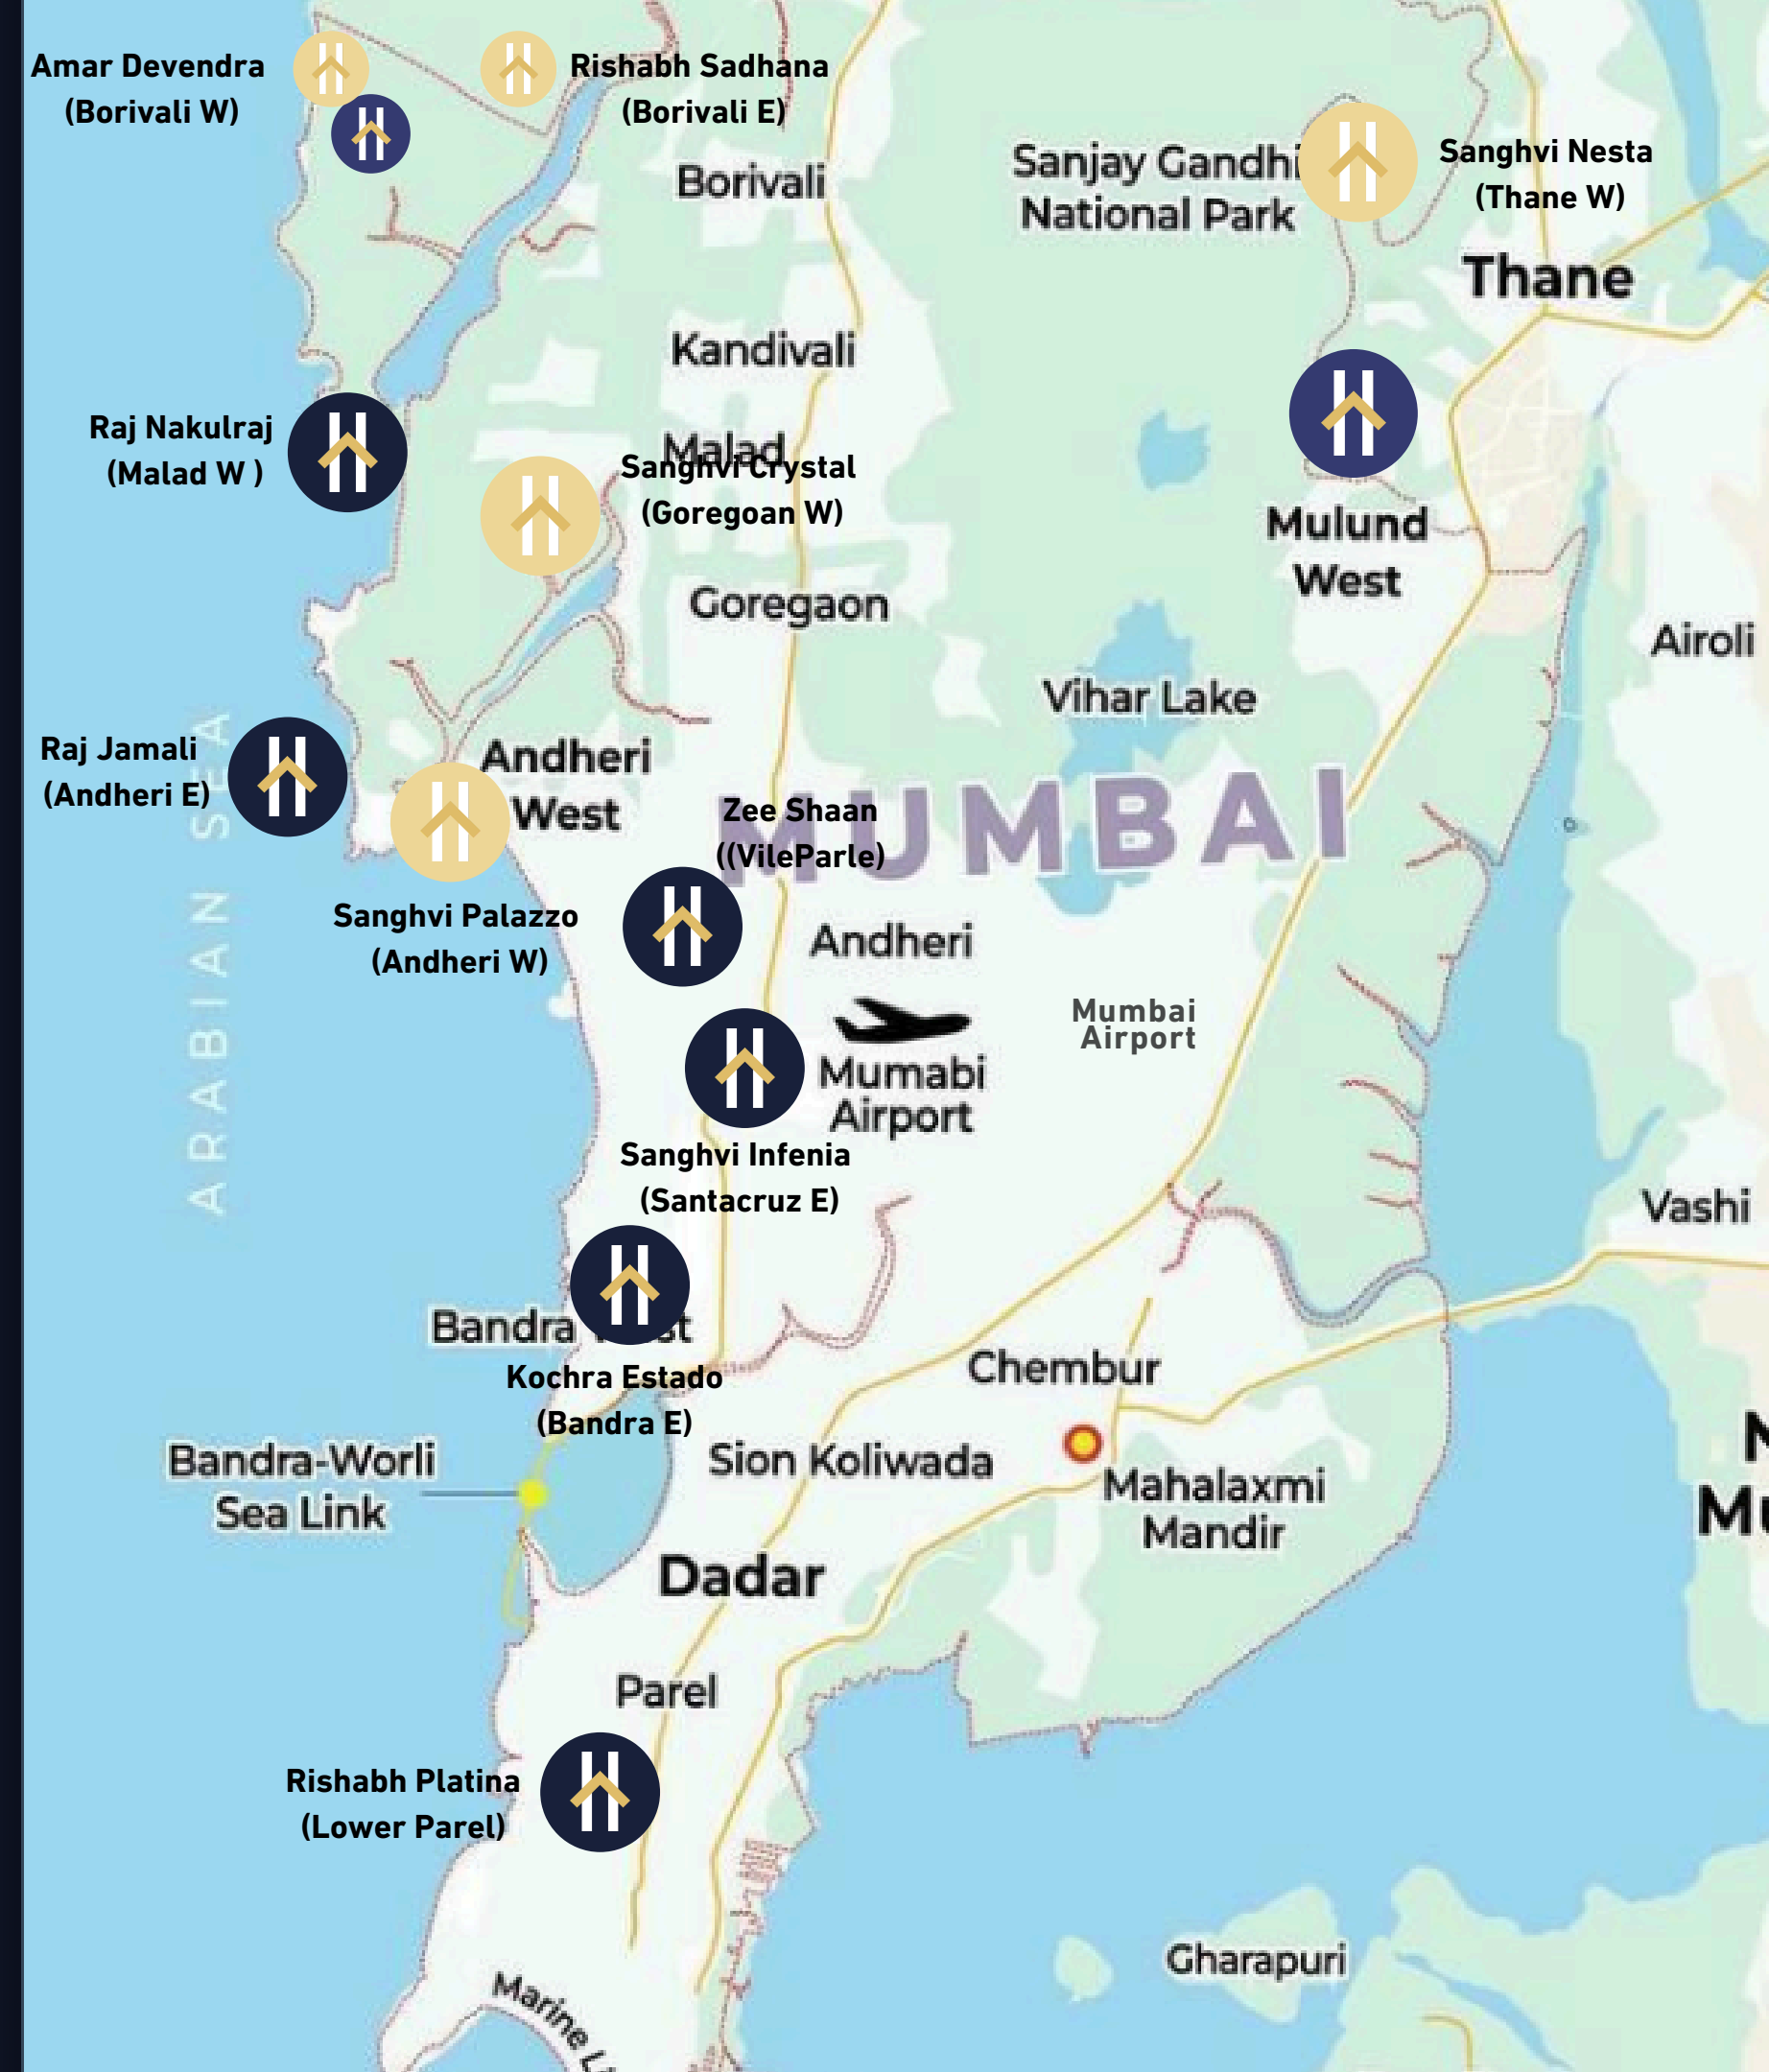 Amar Devendra
(Borivali W)
Rishabh Sadhana
(Borivali E)
Borivali
Sanjay Gandhi
National Park
Sanghvi Nesta
(Thane W)
Thane
Kandivali
Raj Nakulraj
(Malad W )
Malad
Sanghvi Crystal
(Goregoan W)
Mulund
West
Goregaon
Airoli
Vihar Lake
Raj Jamali
(Andheri E)
Andheri
West
MUMBAI
Zee Shaan
((VileParle)
Sanghvi Palazzo
(Andheri W)
Andheri
ARABIAN SEA
Mumbai
Airport
Mumabi
Airport
Sanghvi Infenia
(Santacruz E)
Vashi
Bandra
Kochra Estado
(Bandra E)
Chembur
Bandra-Worli
Sea Link
Sion Koliwada
Mahalaxmi
Mandir
Dadar
Parel
Rishabh Platina
(Lower Parel)
Gharapuri
Marine